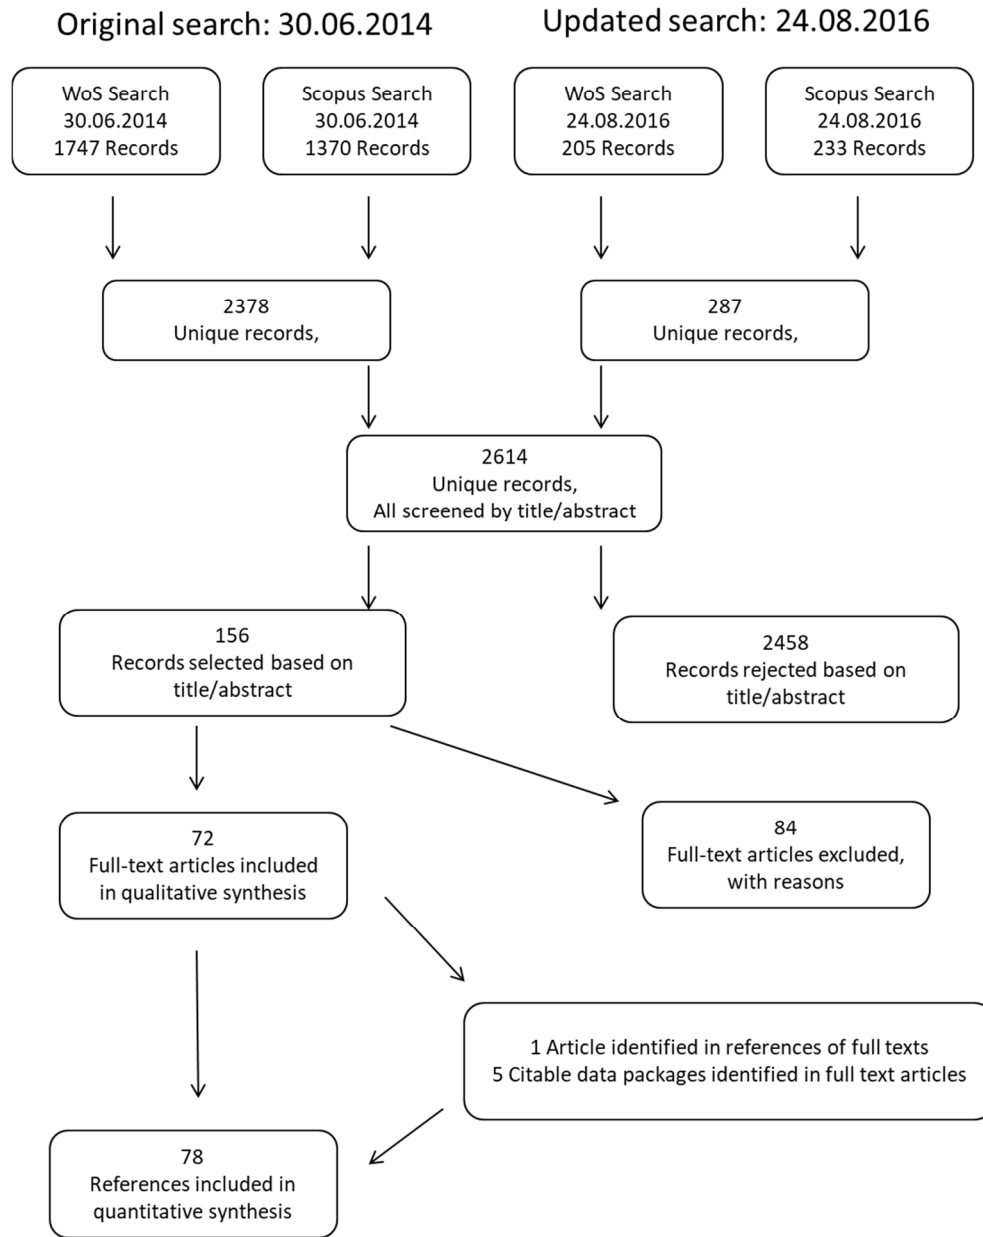 Original search: 30.06.2014
Updated search: 24.08.2016
WoS Search
30.06.2014
1747 Records
Scopus Search
30.06.2014
1370 Records
WoS Search
24.08.2016
205 Records
Scopus Search
24.08.2016
233 Records
2378
Unique records,
287
Unique records,
2614
Unique records,
All screened by title/abstract
156
Records selected based on
title/abstract
2458
Records rejected based on
title/abstract
72
Full-text articles included
in qualitative synthesis
84
Full-text articles excluded,
with reasons
1 Article identified in references of full texts
5 Citable data packages identified in full text articles
78
References included in
quantitative synthesis